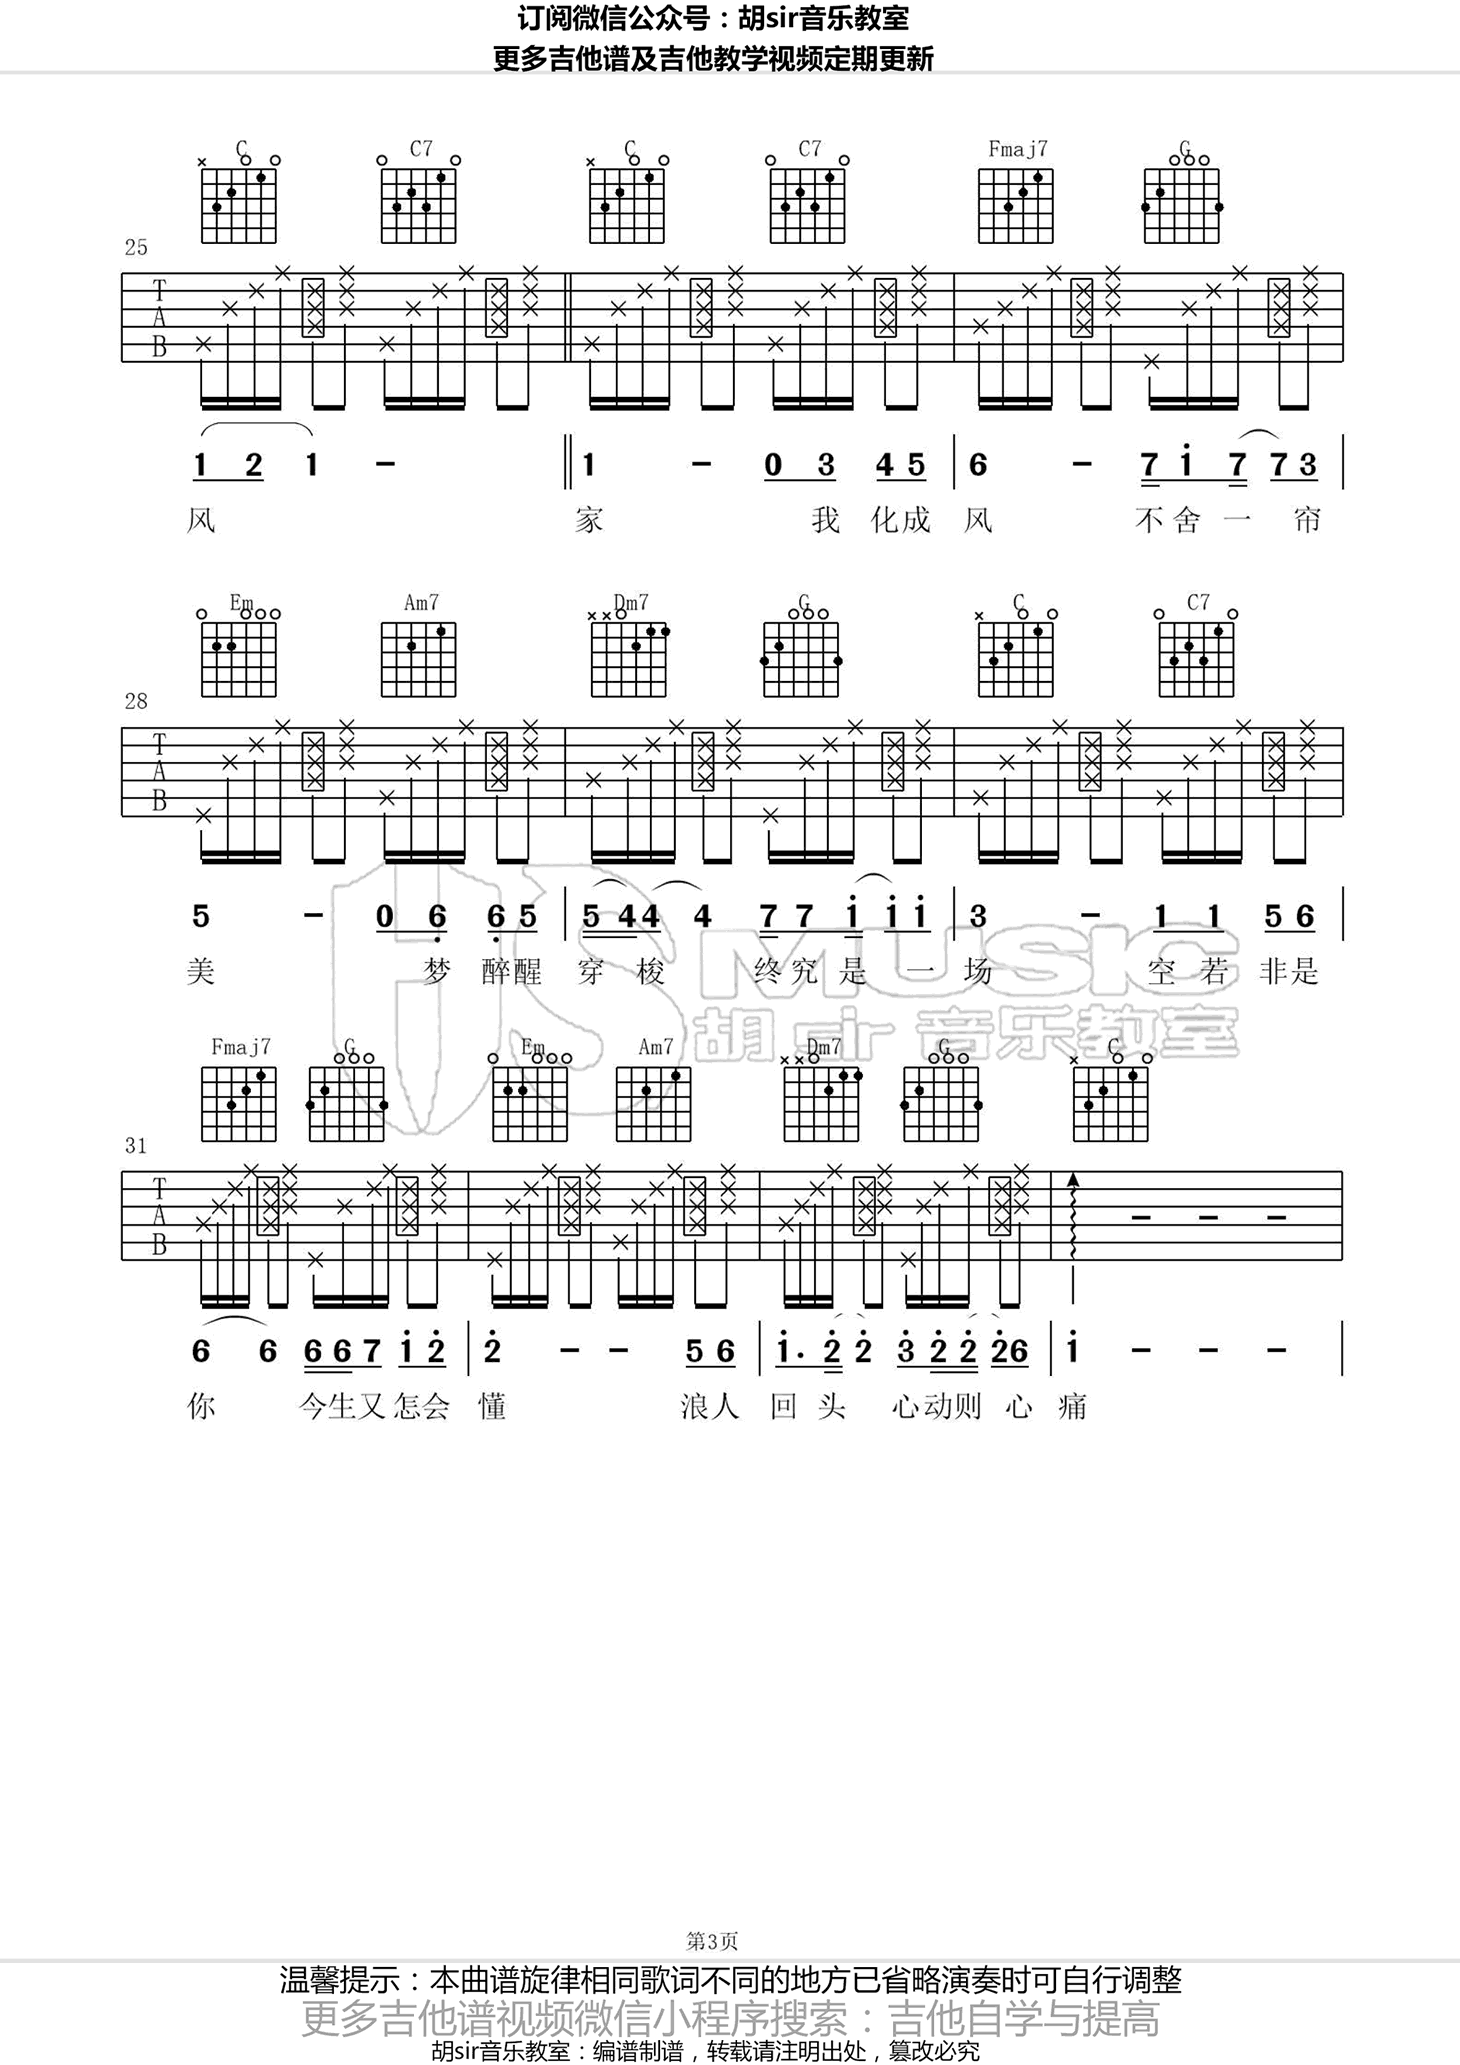 订阅微信公众号：胡sir音乐教室
更多吉他谱及吉他教学视频定期更新
C C7 C C7 Fmaj7 G
25
T
A
B
1 2 1 - 1 - 0 3 4 5 6 - 7 1 7 7 3
风 家 我 化成 风 不舍一 帘
Em Am7 Dm7 G C C7
28
T
A
B
5 - 0 6 6 5 5 4 4 4 7 7 1 1 1 3 - 1 1 5 6
美 梦 醉醒 穿 梭 终究是 一 场 空 若 非是
HS MUSIC
胡 sir 音乐教室
Fmaj7 G Em Am7 Dm7 G C
31
T
A
B
- - -
6 6 6 6 7 1 2 2 - - 5 6 1. 2 2 3 2 2 2 6 1 - - -
你 今生又怎会 懂 浪人 回 头 心动则 心 痛
第3页
温馨提示：本曲谱旋律相同歌词不同的地方已省略演奏时可自行调整
更多吉他谱视频微信小程序搜索：吉他自学与提高
胡sir音乐教室：编谱制谱，转载请注明出处，篡改必究